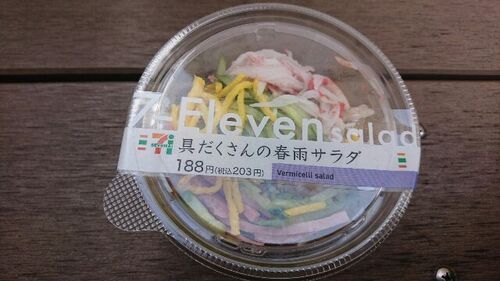 7-Eleven salad
具だくさんの春雨サラダ
188円(税込203円)
Vermicelli salad